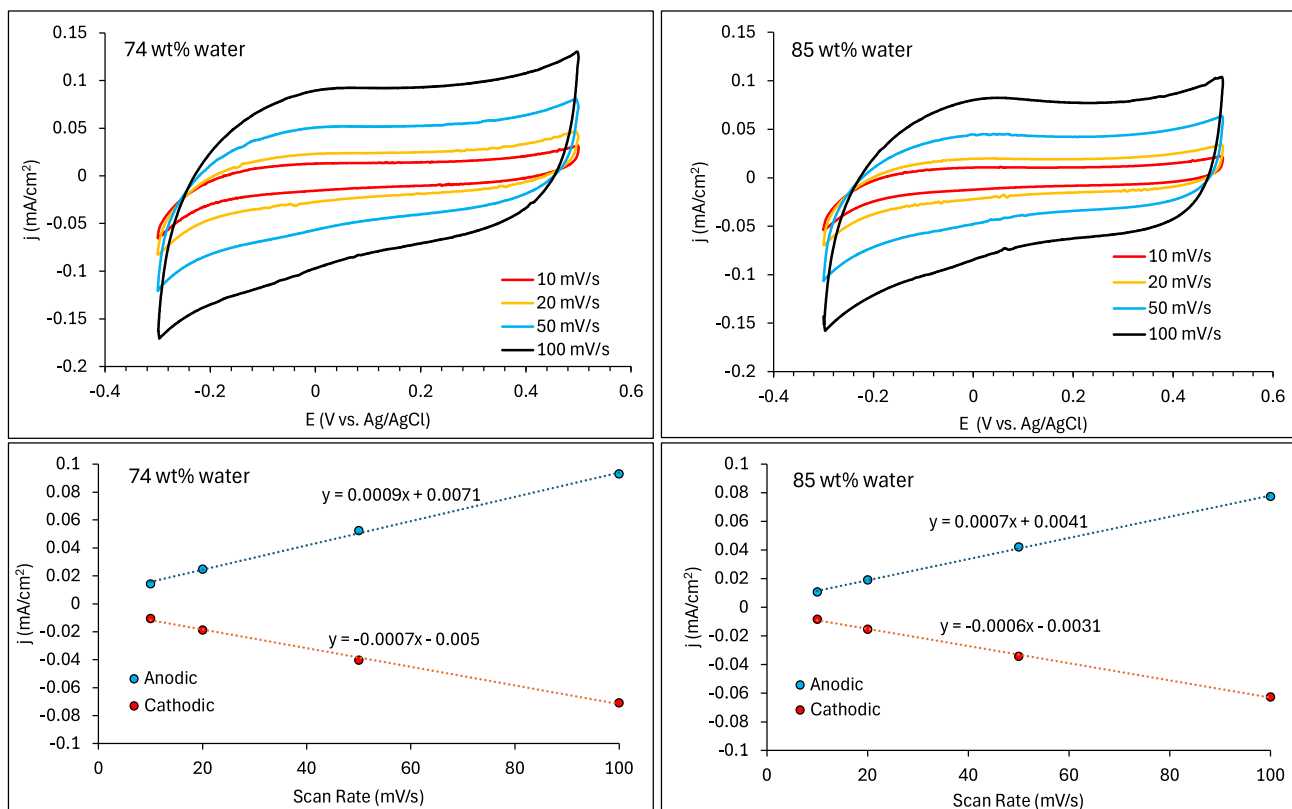 74 wt% water
0.15
0.1
0.05
0
-0.05
-0.1
-0.15
-0.2
j (mA/cm²)
10 mV/s
20 mV/s
50 mV/s
100 mV/s
-0.4
-0.2
0
0.2
0.4
0.6
E (V vs. Ag/AgCl)
85 wt% water
0.15
0.1
0.05
0
-0.05
-0.1
-0.15
-0.2
j (mA/cm²)
10 mV/s
20 mV/s
50 mV/s
100 mV/s
-0.4
-0.2
0
0.2
0.4
0.6
E (V vs. Ag/AgCl)
74 wt% water
0.1
0.08
0.06
0.04
0.02
0
-0.02
-0.04
-0.06
-0.08
-0.1
j (mA/cm²)
y = 0.0009x + 0.0071
y = -0.0007x - 0.005
Anodic
Cathodic
0
20
40
60
80
100
Scan Rate (mV/s)
85 wt% water
0.1
0.08
0.06
0.04
0.02
0
-0.02
-0.04
-0.06
-0.08
-0.1
j (mA/cm²)
y = 0.0007x + 0.0041
y = -0.0006x - 0.0031
Anodic
Cathodic
0
20
40
60
80
100
Scan Rate (mV/s)